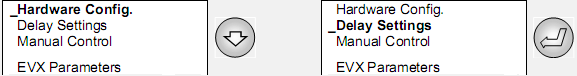 _Hardware Config.
Delay Settings
Manual Control
EVX Parameters
Hardware Config.
_Delay Settings
Manual Control
EVX Parameters